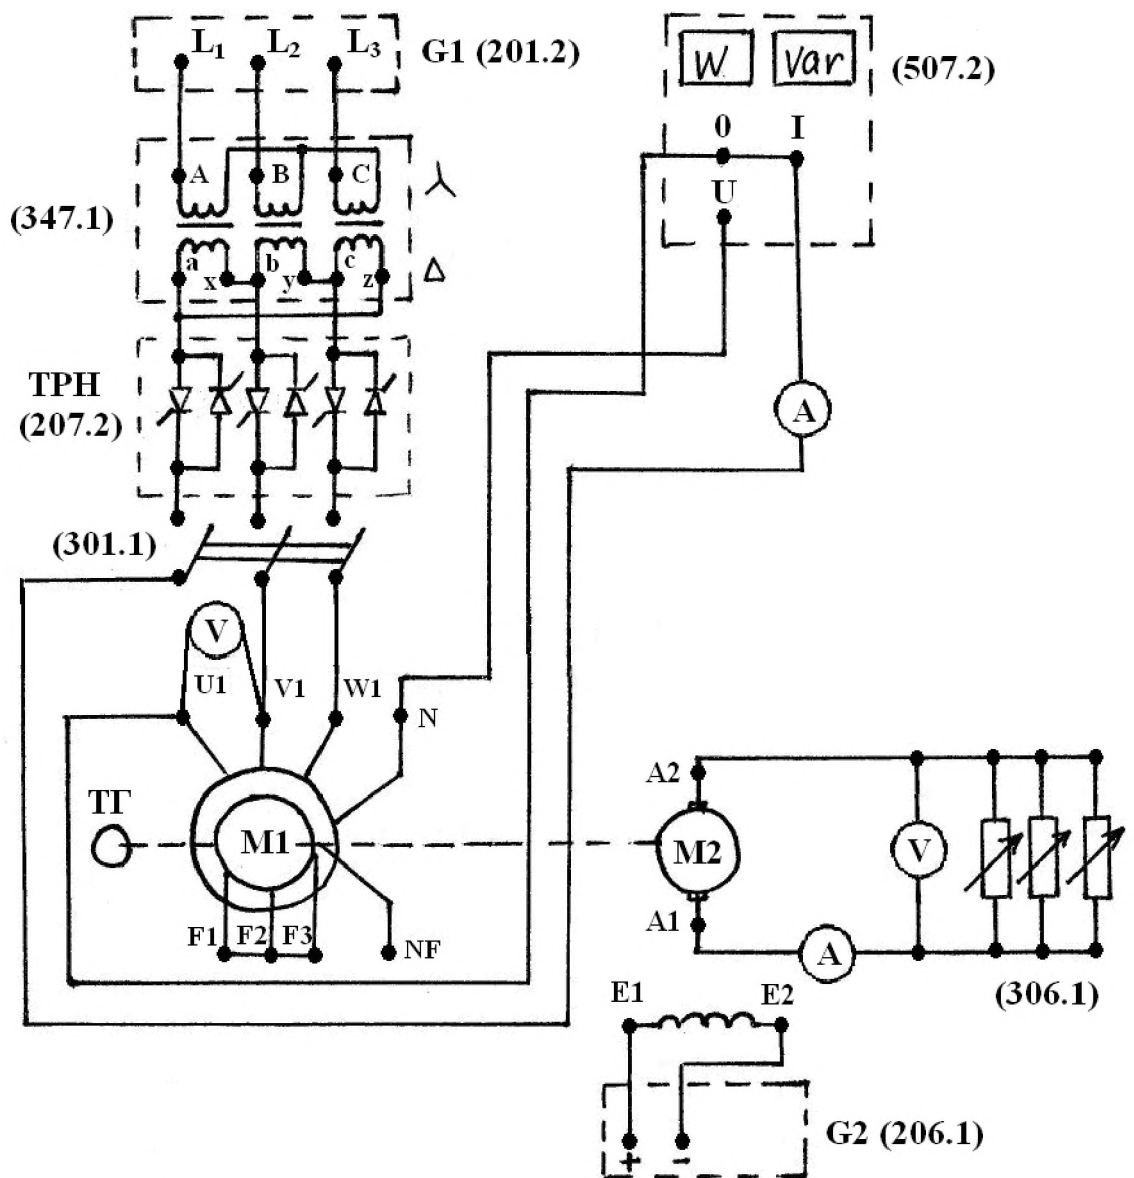 L1 L2 L3
G1 (201.2)
W Var
(507.2)
0 I
U
A B C
(347.1)
a x b y c z
ТРН
(207.2)
A
(301.1)
V
U1 V1 W1 N
ТГ
M1
F1 F2 F3 NF
A2
M2
A1
V
A
(306.1)
E1 E2
G2 (206.1)
+ -